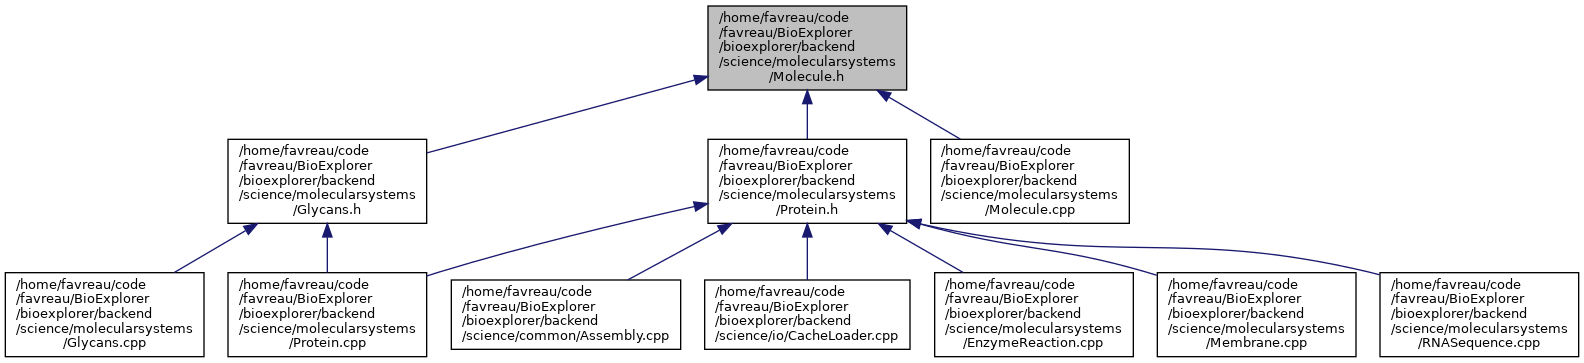 /home/favreau/code
/favreau/BioExplorer
/bioexplorer/backend
/science/molecularsystems
/Molecule.h
/home/favreau/code
/favreau/BioExplorer
/bioexplorer/backend
/science/molecularsystems
/Glycans.h
/home/favreau/code
/favreau/BioExplorer
/bioexplorer/backend
/science/molecularsystems
/Protein.h
/home/favreau/code
/favreau/BioExplorer
/bioexplorer/backend
/science/molecularsystems
/Molecule.cpp
/home/favreau/code
/favreau/BioExplorer
/bioexplorer/backend
/science/molecularsystems
/Glycans.cpp
/home/favreau/code
/favreau/BioExplorer
/bioexplorer/backend
/science/molecularsystems
/Protein.cpp
/home/favreau/code
/favreau/BioExplorer
/bioexplorer/backend
/science/common/Assembly.cpp
/home/favreau/code
/favreau/BioExplorer
/bioexplorer/backend
/science/io/CacheLoader.cpp
/home/favreau/code
/favreau/BioExplorer
/bioexplorer/backend
/science/molecularsystems
/EnzymeReaction.cpp
/home/favreau/code
/favreau/BioExplorer
/bioexplorer/backend
/science/molecularsystems
/Membrane.cpp
/home/favreau/code
/favreau/BioExplorer
/bioexplorer/backend
/science/molecularsystems
/RNASequence.cpp